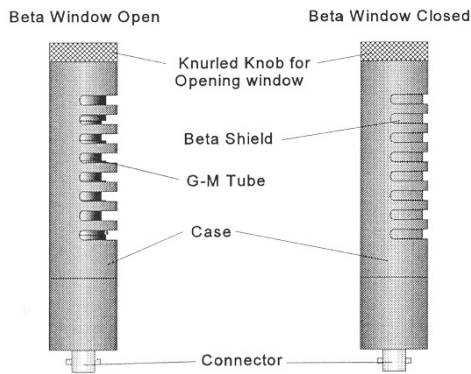 Beta Window Open
Beta Window Closed
Knurled Knob for
Opening window
Beta Shield
G-M Tube
Case
Connector